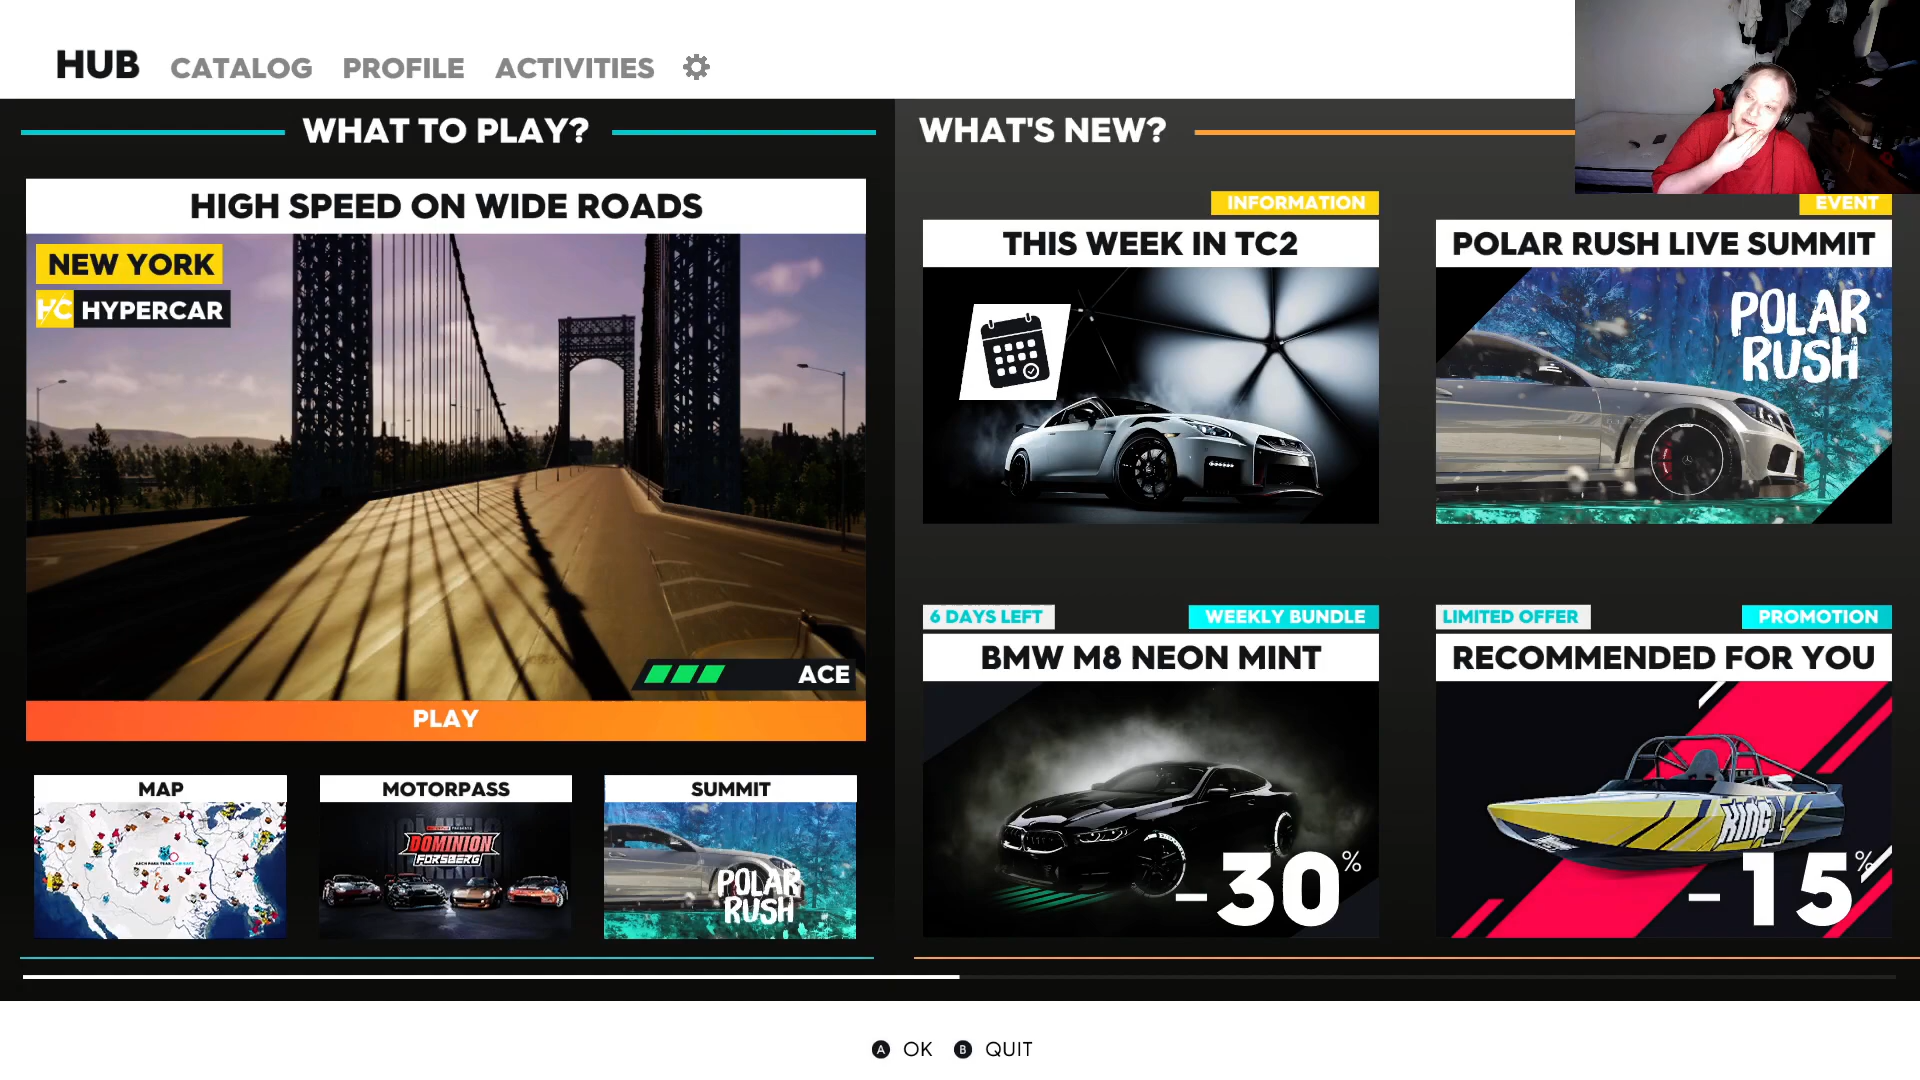 HUB CATALOG PROFILE ACTIVITIES
WHAT TO PLAY?
HIGH SPEED ON WIDE ROADS
NEW YORK
HC HYPERCAR
ACE
PLAY
MAP
MOTORPASS
DOMINION
FORSBERG
SUMMIT
POLAR
RUSH
WHAT'S NEW?
INFORMATION
THIS WEEK IN TC2
EVENT
POLAR RUSH LIVE SUMMIT
POLAR
RUSH
6 DAYS LEFT
WEEKLY BUNDLE
BMW M8 NEON MINT
-30%
LIMITED OFFER
PROMOTION
RECOMMENDED FOR YOU
KING
-15%
A OK B QUIT